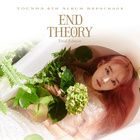 YOUNHA 6TH ALBUM REPACKAGE
END
THEORY
Final Edition